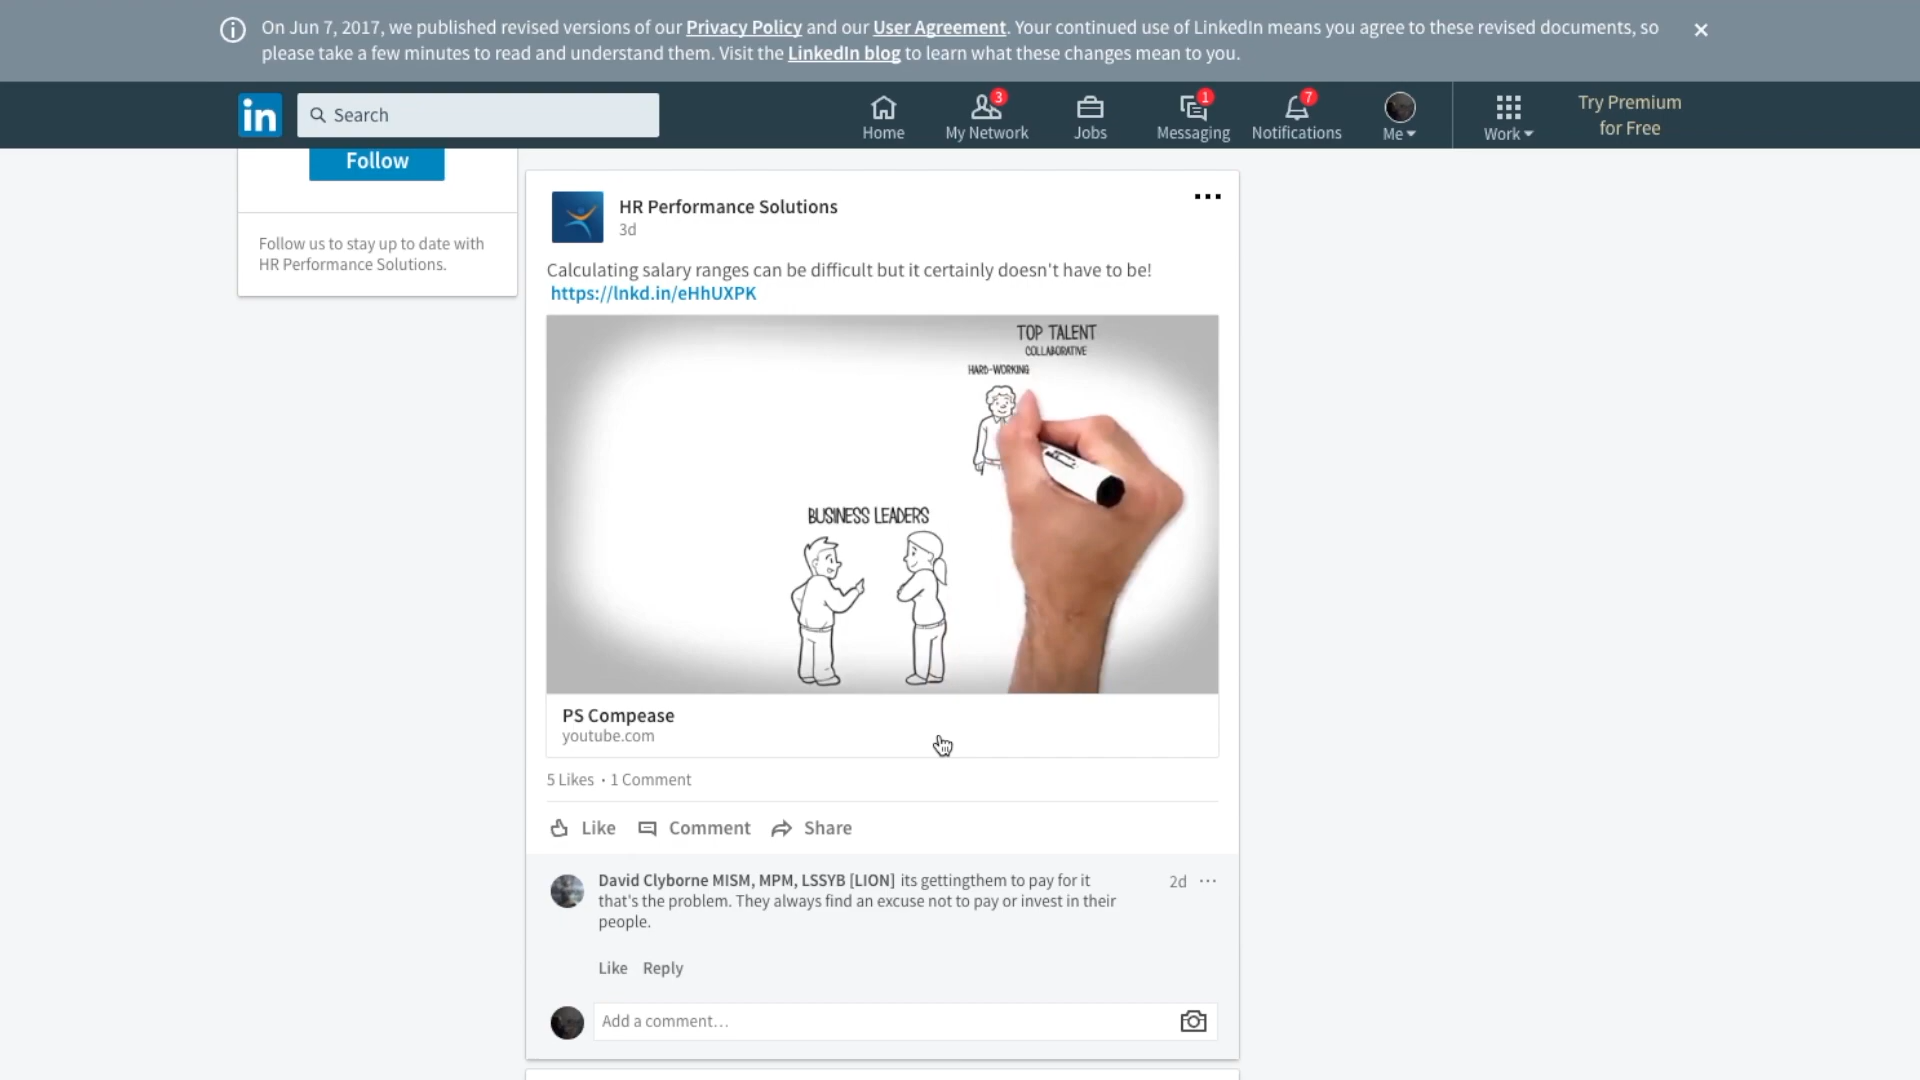 On Jun 7, 2017, we published revised versions of our Privacy Policy and our User Agreement. Your continued use of LinkedIn means you agree to these revised documents, so
please take a few minutes to read and understand them. Visit the LinkedIn blog to learn what these changes mean to you.
in
Search
Home
3
My Network
Jobs
1
Messaging
7
Notifications
Me
Work
Try Premium
for Free
Follow
Follow us to stay up to date with
HR Performance Solutions.
HR Performance Solutions
3d
Calculating salary ranges can be difficult but it certainly doesn't have to be!
https://lnkd.in/eHhUXPK
TOP TALENT
COLLABORATIVE
HARD-WORKING
BUSINESS LEADERS
PS Compease
youtube.com
5 Likes · 1 Comment
Like
Comment
Share
David Clyborne MISM, MPM, LSSYB [LION] its gettingthem to pay for it
that's the problem. They always find an excuse not to pay or invest in their
people.
2d
Like Reply
Add a comment…